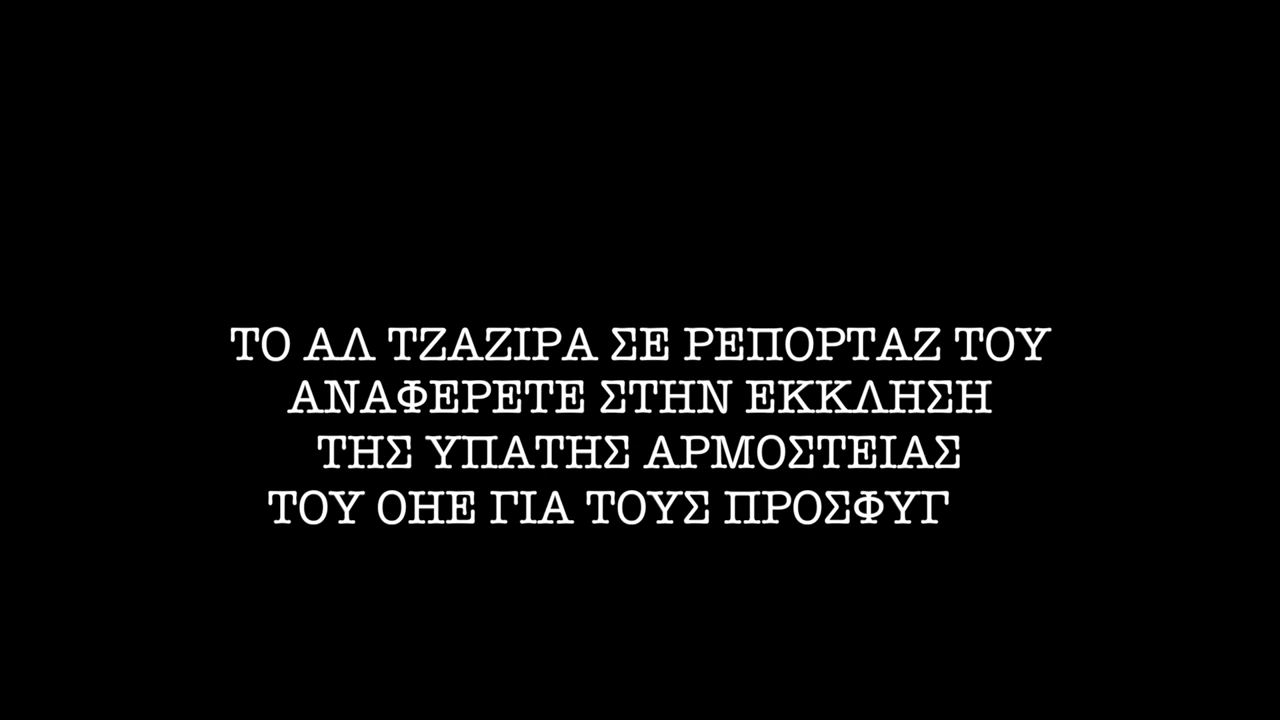 ΤΟ ΑΛ ΤΖΑΖΙΡΑ ΣΕ ΡΕΠΟΡΤΑΖ ΤΟΥ
ΑΝΑΦΕΡΕΤΕ ΣΤΗΝ ΕΚΚΛΗΣΗ
ΤΗΣ ΥΠΑΤΗΣ ΑΡΜΟΣΤΕΙΑΣ
ΤΟΥ ΟΗΕ ΓΙΑ ΤΟΥΣ ΠΡΟΣΦΥΓ